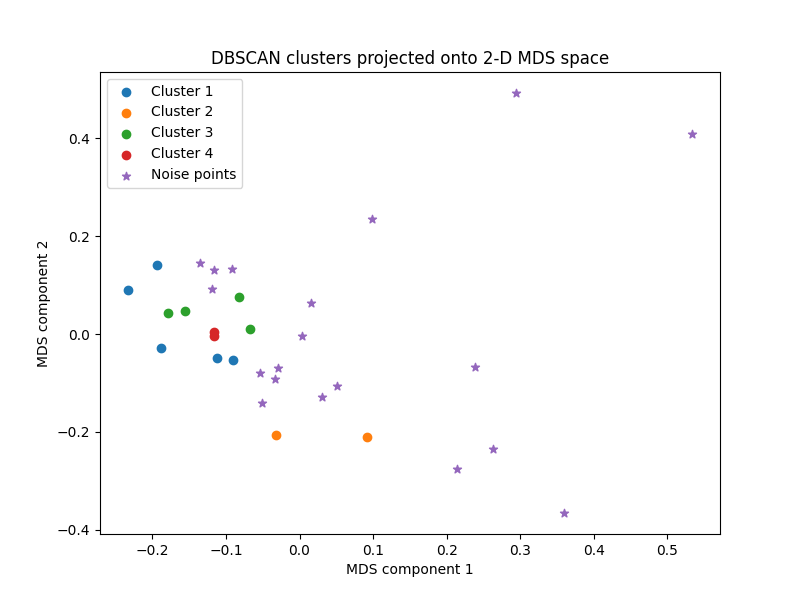 DBSCAN clusters projected onto 2-D MDS space
Cluster 1
Cluster 2
Cluster 3
Cluster 4
Noise points
0.4
0.2
0.0
−0.2
−0.4
MDS component 2
−0.2 −0.1 0.0 0.1 0.2 0.3 0.4 0.5
MDS component 1